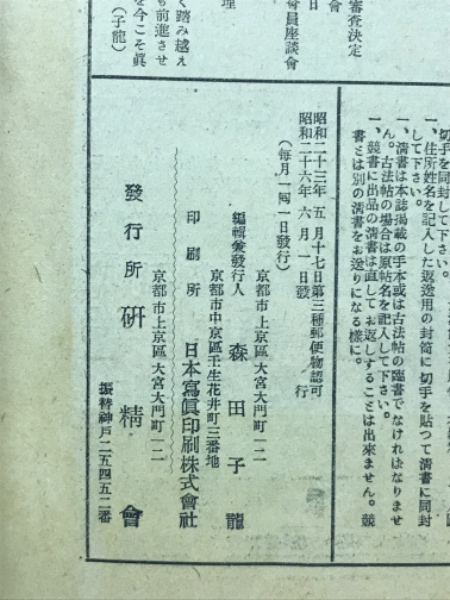 切手を同封して下さい。
一、住所姓名を記入した返送用の封筒に切手を貼つて淸書に同封
して下さい。
一、淸書は本誌揭載の手本或は古法帖の臨書でなければなりませ
ん。古法帖の場合は原帖名を記入して下さい。
一、競書に出品の淸書は直してお返しすることは出來ません。競
書とは別の淸書をお送りになる樣に。
審査決定
會
員座談會
日
理
く踏み越え
も前進させ
を今こそ眞
(子龍)
昭和二十三年五月十七日第三種郵便物認可
昭和二十六年六月一日發行
(每月一囘一日發行)
京都市上京區大宮大門町一二
編輯兼發行人 森田子龍
京都市中京區壬生花井町三番地
印刷所 日本寫眞印刷株式會社
京都市上京區大宮大門町一二
發行所 硏精會
振替神戶二五四五二番